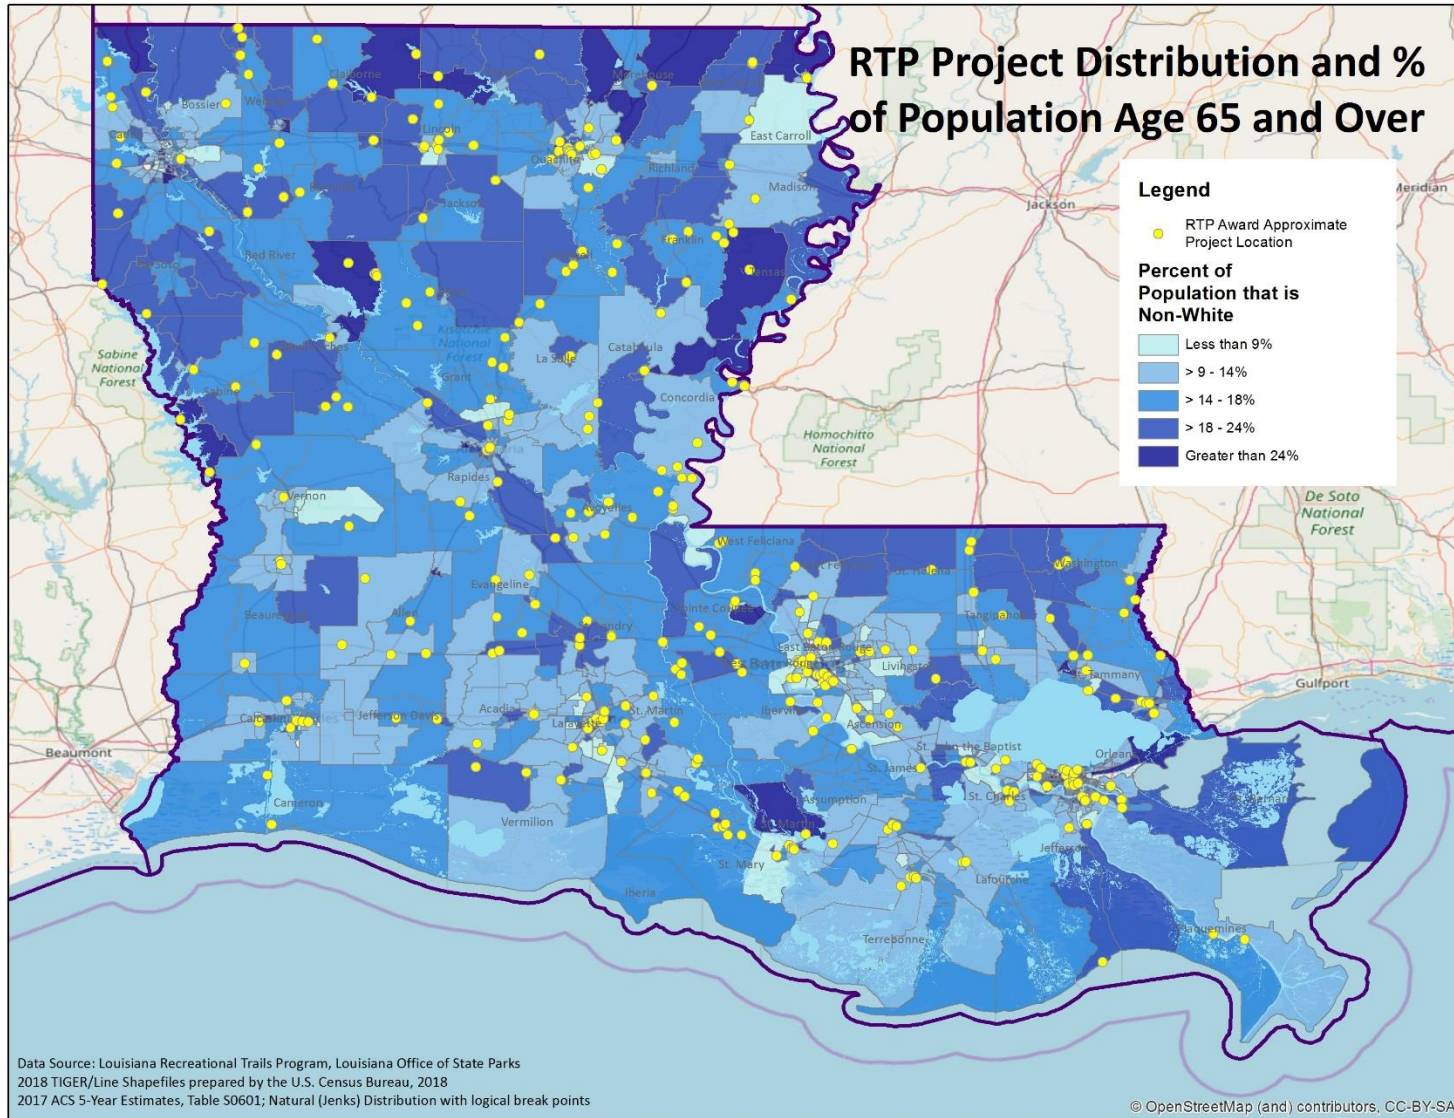 RTP Project Distribution and %
of Population Age 65 and Over
Legend
RTP Award Approximate
Project Location
Percent of
Population that is
Non-White
Less than 9%
> 9 - 14%
> 14 - 18%
> 18 - 24%
Greater than 24%
Claiborne
Morehouse
Bossier
Lincoln
East Carroll
Ouachita
Richland
Madison
Jackson
Meridian
Jackson
Franklin
Red River
Tensas
Sabine
National
Forest
Kisatchie
National
Forest
La Salle
Catahoula
Grant
Sabine
Concordia
Homochitto
National
Forest
Rapides
Vernon
Avoyelles
De Soto
National
Forest
West Feliciana
St. Helena
Washington
Evangeline
Beauregard
Allen
Pointe Coupee
Tangipahoa
East Baton Rouge
Livingston
St. Tammany
Gulfport
Acadia
St. Martin
Iberville
Jefferson Davis
Lafayette
Ascension
Beaumont
St. John the Baptist
Orleans
St. James
Cameron
Assumption
St. Charles
Vermilion
St. Martin
Jefferson
St. Mary
Iberia
Lafourche
Terrebonne
Plaquemines
Data Source: Louisiana Recreational Trails Program, Louisiana Office of State Parks
2018 TIGER/Line Shapefiles prepared by the U.S. Census Bureau, 2018
2017 ACS 5-Year Estimates, Table S0601; Natural (Jenks) Distribution with logical break points
© OpenStreetMap (and) contributors, CC-BY-SA